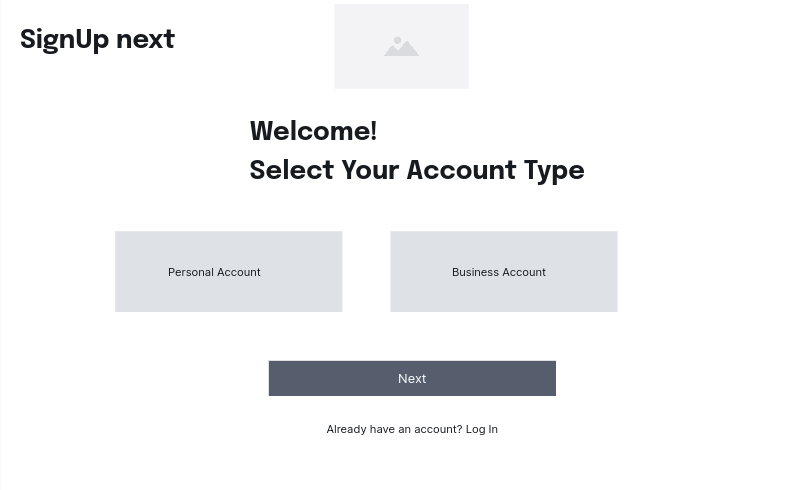 SignUp next
Welcome!
Select Your Account Type
Personal Account
Business Account
Next
Already have an account? Log In